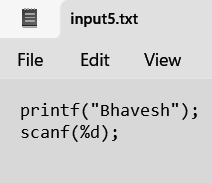 input5.txt
File Edit View
printf("Bhavesh");
scanf(%d);